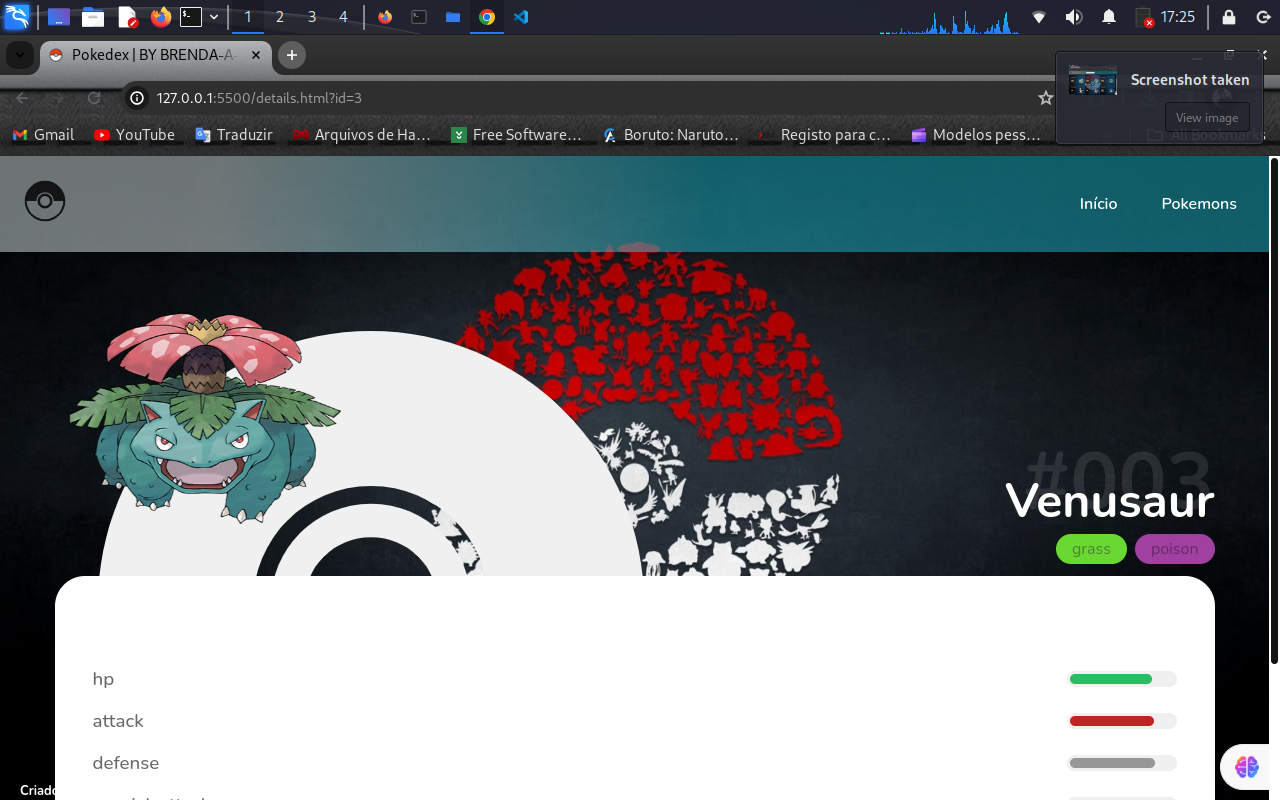 1 2 3 4 17:25
Pokedex | BY BRENDA-A-
Screenshot taken
127.0.0.1:5500/details.html?id=3
View image
Gmail YouTube Traduzir Arquivos de Ha… Free Software… Boruto: Naruto… Registo para c… Modelos pess… All Bookmarks
Início Pokemons
#003
Venusaur
grass poison
hp
attack
defense
Criado